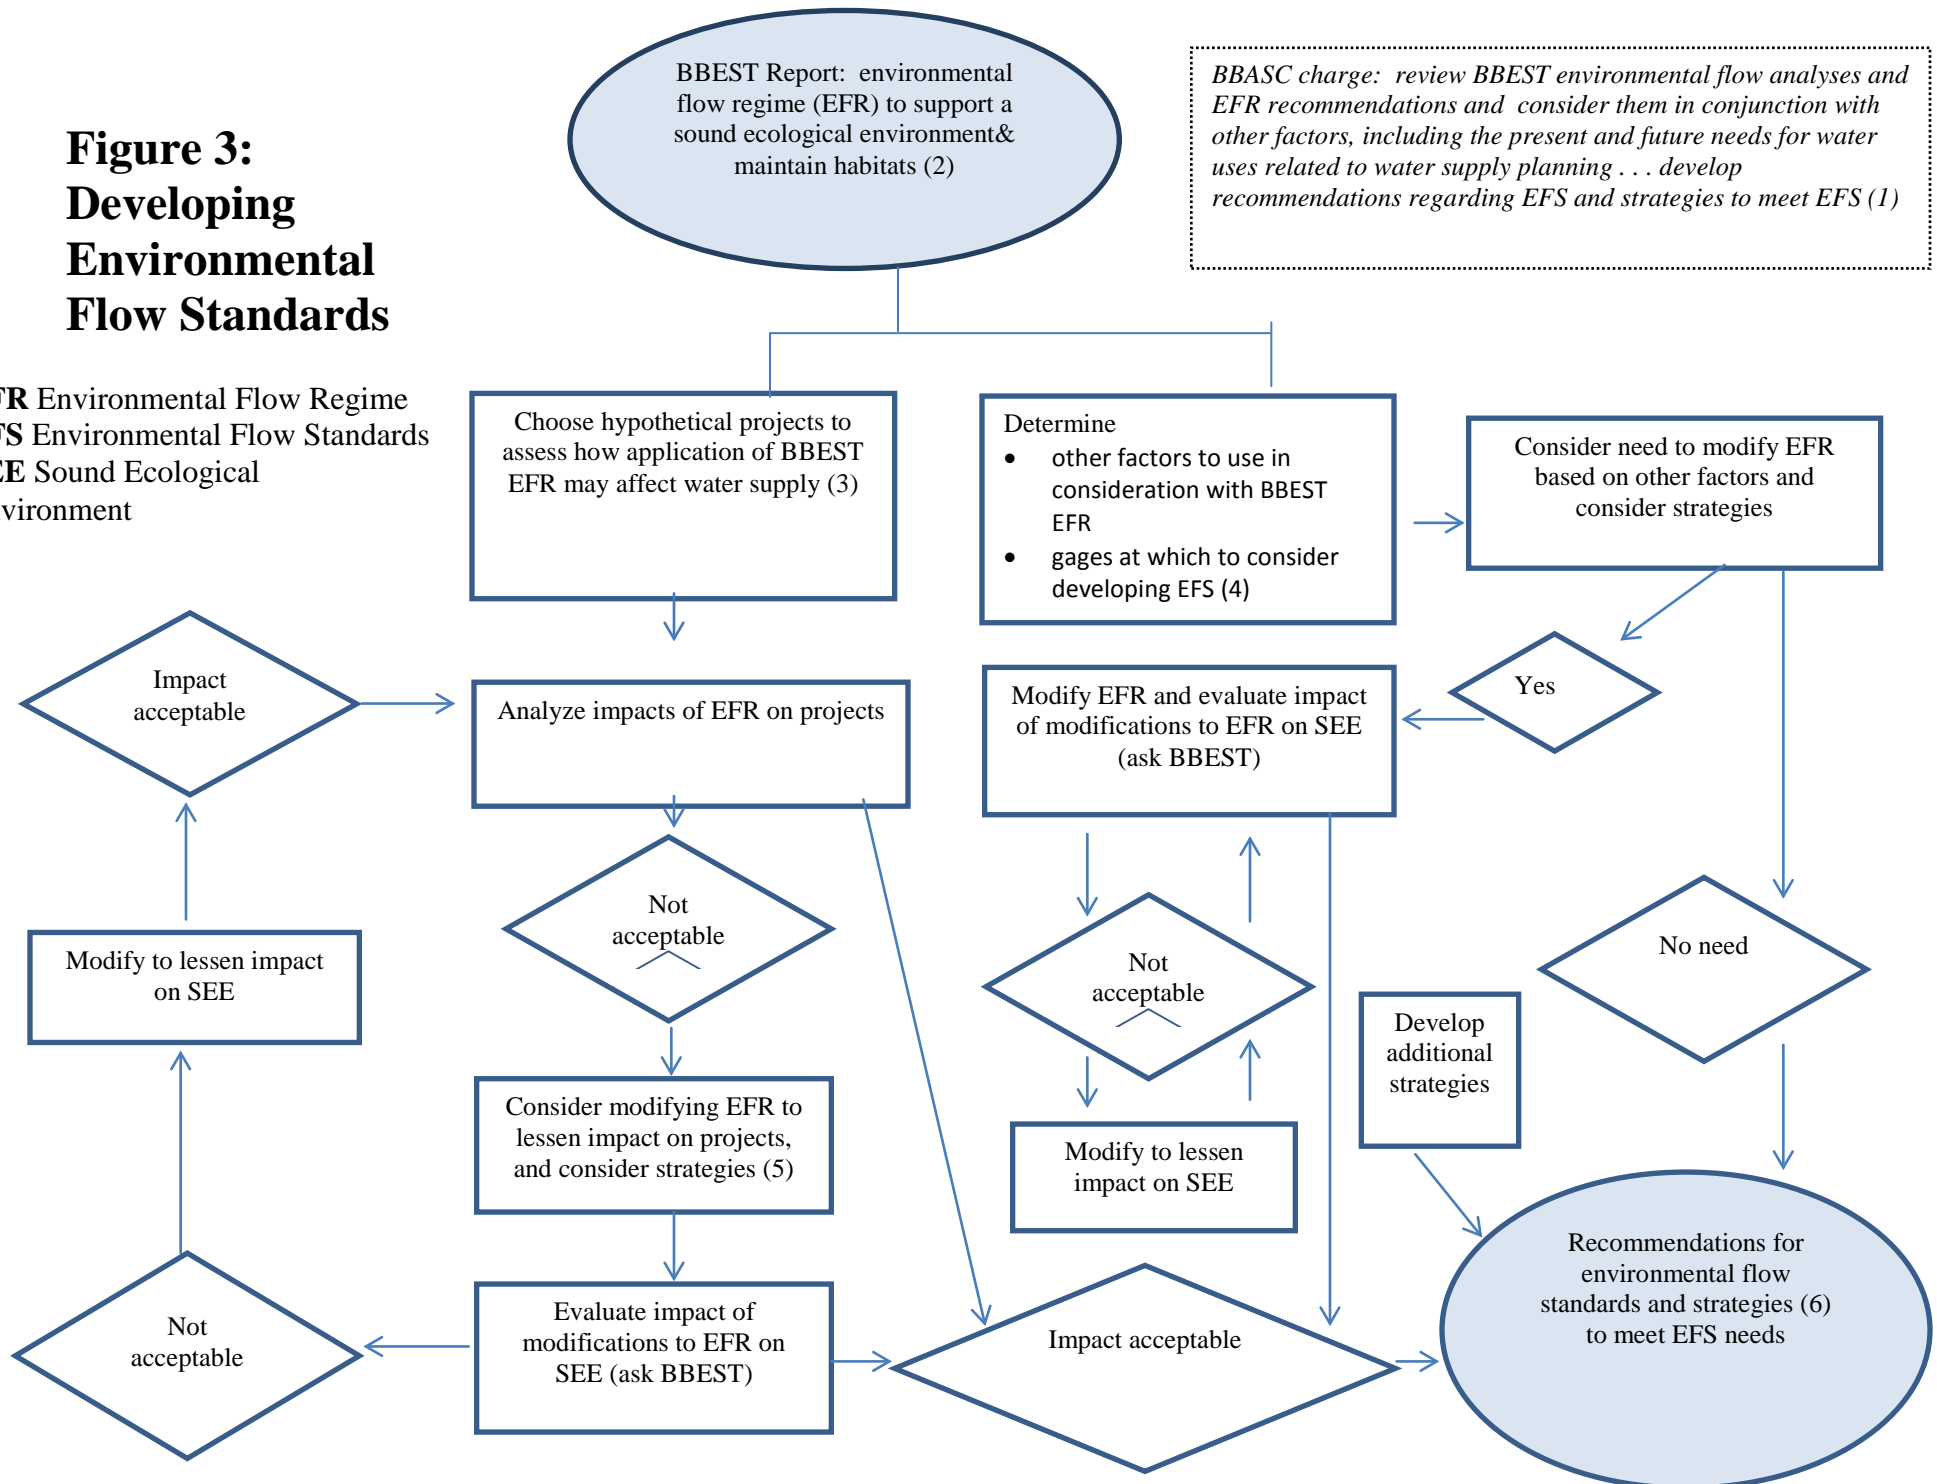 Figure 3:
Developing
Environmental
Flow Standards
FR Environmental Flow Regime
FS Environmental Flow Standards
EE Sound Ecological
vironment
BBEST Report:  environmental
flow regime (EFR) to support a
sound ecological environment&
maintain habitats (2)
BBASC charge:  review BBEST environmental flow analyses and
EFR recommendations and  consider them in conjunction with
other factors, including the present and future needs for water
uses related to water supply planning . . . develop
recommendations regarding EFS and strategies to meet EFS (1)
Choose hypothetical projects to
assess how application of BBEST
EFR may affect water supply (3)
Determine
• other factors to use in
consideration with BBEST
EFR
• gages at which to consider
developing EFS (4)
Consider need to modify EFR
based on other factors and
consider strategies
Impact
acceptable
Analyze impacts of EFR on projects
Modify EFR and evaluate impact
of modifications to EFR on SEE
(ask BBEST)
Yes
Not
acceptable
Modify to lessen impact
on SEE
Not
acceptable
No need
Develop
additional
strategies
Consider modifying EFR to
lessen impact on projects,
and consider strategies (5)
Modify to lessen
impact on SEE
Not
acceptable
Evaluate impact of
modifications to EFR on
SEE (ask BBEST)
Impact acceptable
Recommendations for
environmental flow
standards and strategies (6)
to meet EFS needs